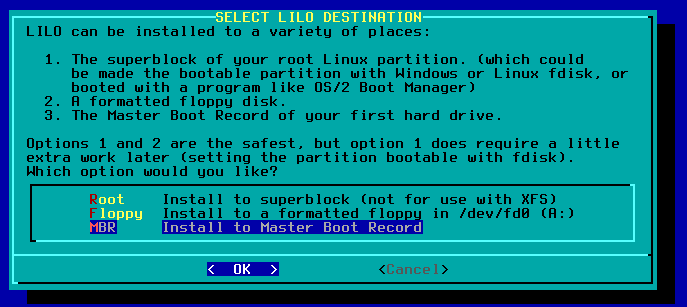 SELECT LILO DESTINATION
LILO can be installed to a variety of places:
1. The superblock of your root Linux partition. (which could
be made the bootable partition with Windows or Linux fdisk, or
booted with a program like OS/2 Boot Manager)
2. A formatted floppy disk.
3. The Master Boot Record of your first hard drive.
Options 1 and 2 are the safest, but option 1 does require a little
extra work later (setting the partition bootable with fdisk).
Which option would you like?
Root Install to superblock (not for use with XFS)
Floppy Install to a formatted floppy in /dev/fd0 (A:)
MBR Install to Master Boot Record
< OK > <Cancel>